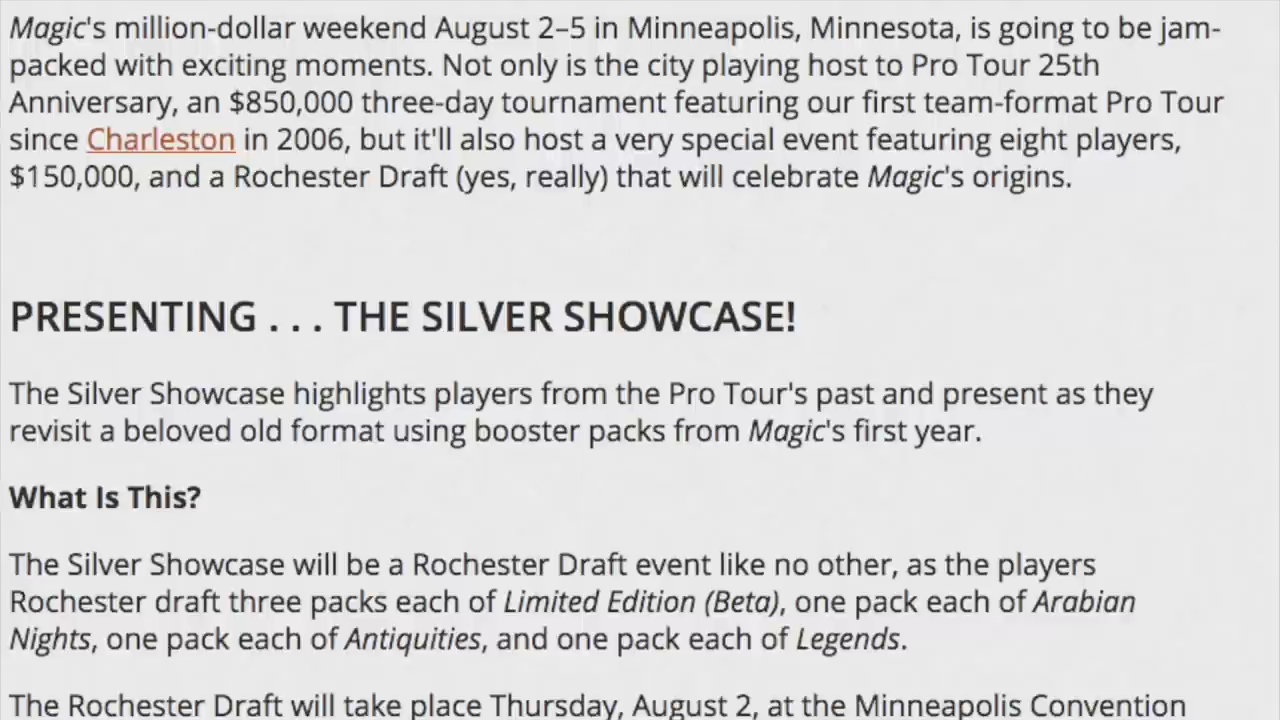 Magic's million-dollar weekend August 2–5 in Minneapolis, Minnesota, is going to be jam-
packed with exciting moments. Not only is the city playing host to Pro Tour 25th
Anniversary, an $850,000 three-day tournament featuring our first team-format Pro Tour
since Charleston in 2006, but it'll also host a very special event featuring eight players,
$150,000, and a Rochester Draft (yes, really) that will celebrate Magic's origins.
PRESENTING . . . THE SILVER SHOWCASE!
The Silver Showcase highlights players from the Pro Tour's past and present as they
revisit a beloved old format using booster packs from Magic's first year.
What Is This?
The Silver Showcase will be a Rochester Draft event like no other, as the players
Rochester draft three packs each of Limited Edition (Beta), one pack each of Arabian
Nights, one pack each of Antiquities, and one pack each of Legends.
The Rochester Draft will take place Thursday, August 2, at the Minneapolis Convention